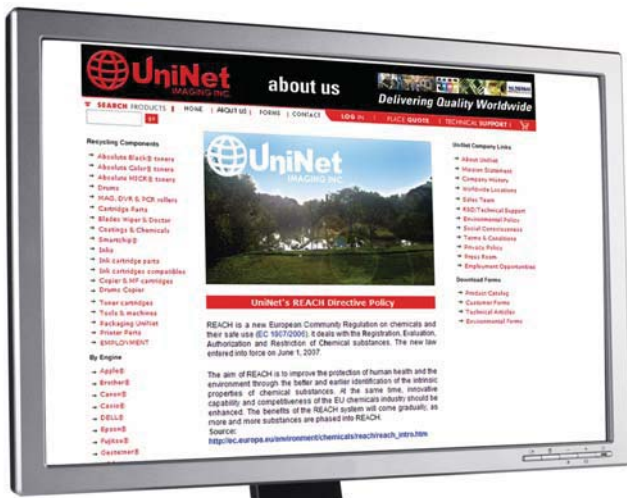 UniNet
IMAGING INC.
about us
Delivering Quality Worldwide
SEARCH PRODUCTS | HOME | ABOUT US | FORMS | CONTACT
LOG IN | PLACE QUOTE | TECHNICAL SUPPORT |
go
Recycling Components
Absolute Black® toners
Absolute Color® toners
Absolute MICR® toners
Drums
MAG, DVR & PCR rollers
Cartridge Parts
Blades Wiper & Doctor
Coatings & Chemicals
Smartchip®
Inks
Ink cartridge parts
Ink cartridges compatibles
Copier & MF cartridges
Drums Copier
Toner cartridges
Tools & machines
Packaging UniNet
Printer Parts
EMPLOYMENT
By Engine
Apple®
Brother®
Canon®
Casio®
DELL®
Epson®
Fujitsu®
Gestetner®
UniNet
IMAGING INC
UniNet's REACH Directive Policy
REACH is a new European Community Regulation on chemicals and
their safe use (EC 1907/2006). It deals with the Registration, Evaluation,
Authorization and Restriction of Chemical substances. The new law
entered into force on June 1, 2007.
The aim of REACH is to improve the protection of human health and the
environment through the better and earlier identification of the intrinsic
properties of chemical substances. At the same time, innovative
capability and competitiveness of the EU chemicals industry should be
enhanced. The benefits of the REACH system will come gradually, as
more and more substances are phased into REACH.
Source:
http://ec.europa.eu/environment/chemicals/reach/reach_intro.htm
UniNet Company Links
About UniNet
Mission Statement
Company History
Worldwide Locations
Sales Team
R&D/Technical Support
Environmental Policy
Social Consciousness
Terms & Conditions
Privacy Policy
Press Room
Employment Opportunities
Download Forms
Product Catalog
Customer Forms
Technical Articles
Environmental Forms